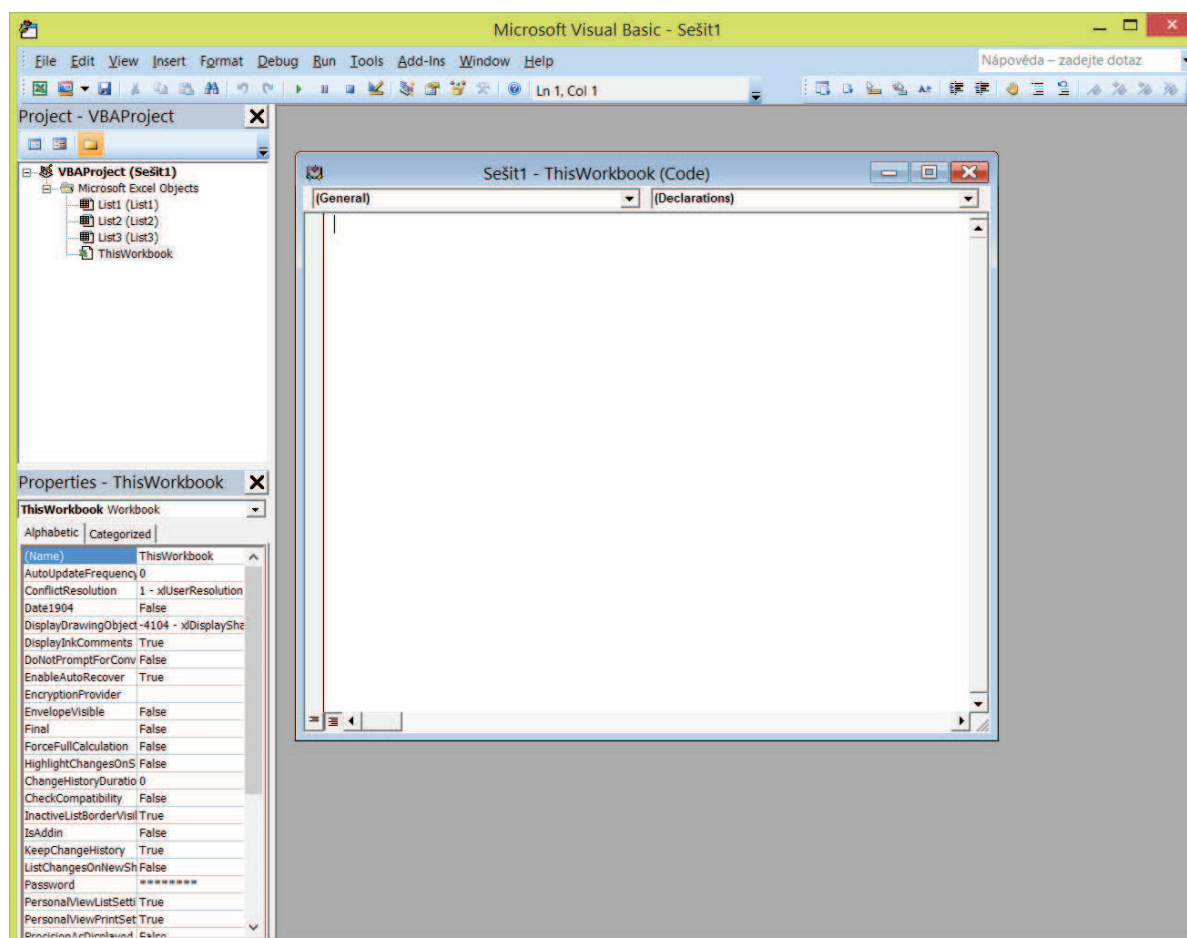 Microsoft Visual Basic - Sešit1
File Edit View Insert Format Debug Run Tools Add-Ins Window Help
Nápověda – zadejte dotaz
Ln 1, Col 1
Project - VBAProject
VBAProject (Sešit1)
Microsoft Excel Objects
List1 (List1)
List2 (List2)
List3 (List3)
ThisWorkbook
Sešit1 - ThisWorkbook (Code)
(General) (Declarations)
Properties - ThisWorkbook
ThisWorkbook Workbook
Alphabetic Categorized
(Name) ThisWorkbook
AutoUpdateFrequency 0
ConflictResolution 1 - xlUserResolution
Date1904 False
DisplayDrawingObject -4104 - xlDisplaySha
DisplayInkComments True
DoNotPromptForConv False
EnableAutoRecover True
EncryptionProvider
EnvelopeVisible False
Final False
ForceFullCalculation False
HighlightChangesOnS False
ChangeHistoryDuratio 0
CheckCompatibility False
InactiveListBorderVisil True
IsAddin False
KeepChangeHistory True
ListChangesOnNewSh False
Password ********
PersonalViewListSetti True
PersonalViewPrintSet True
PrecisionAsDisplayed False